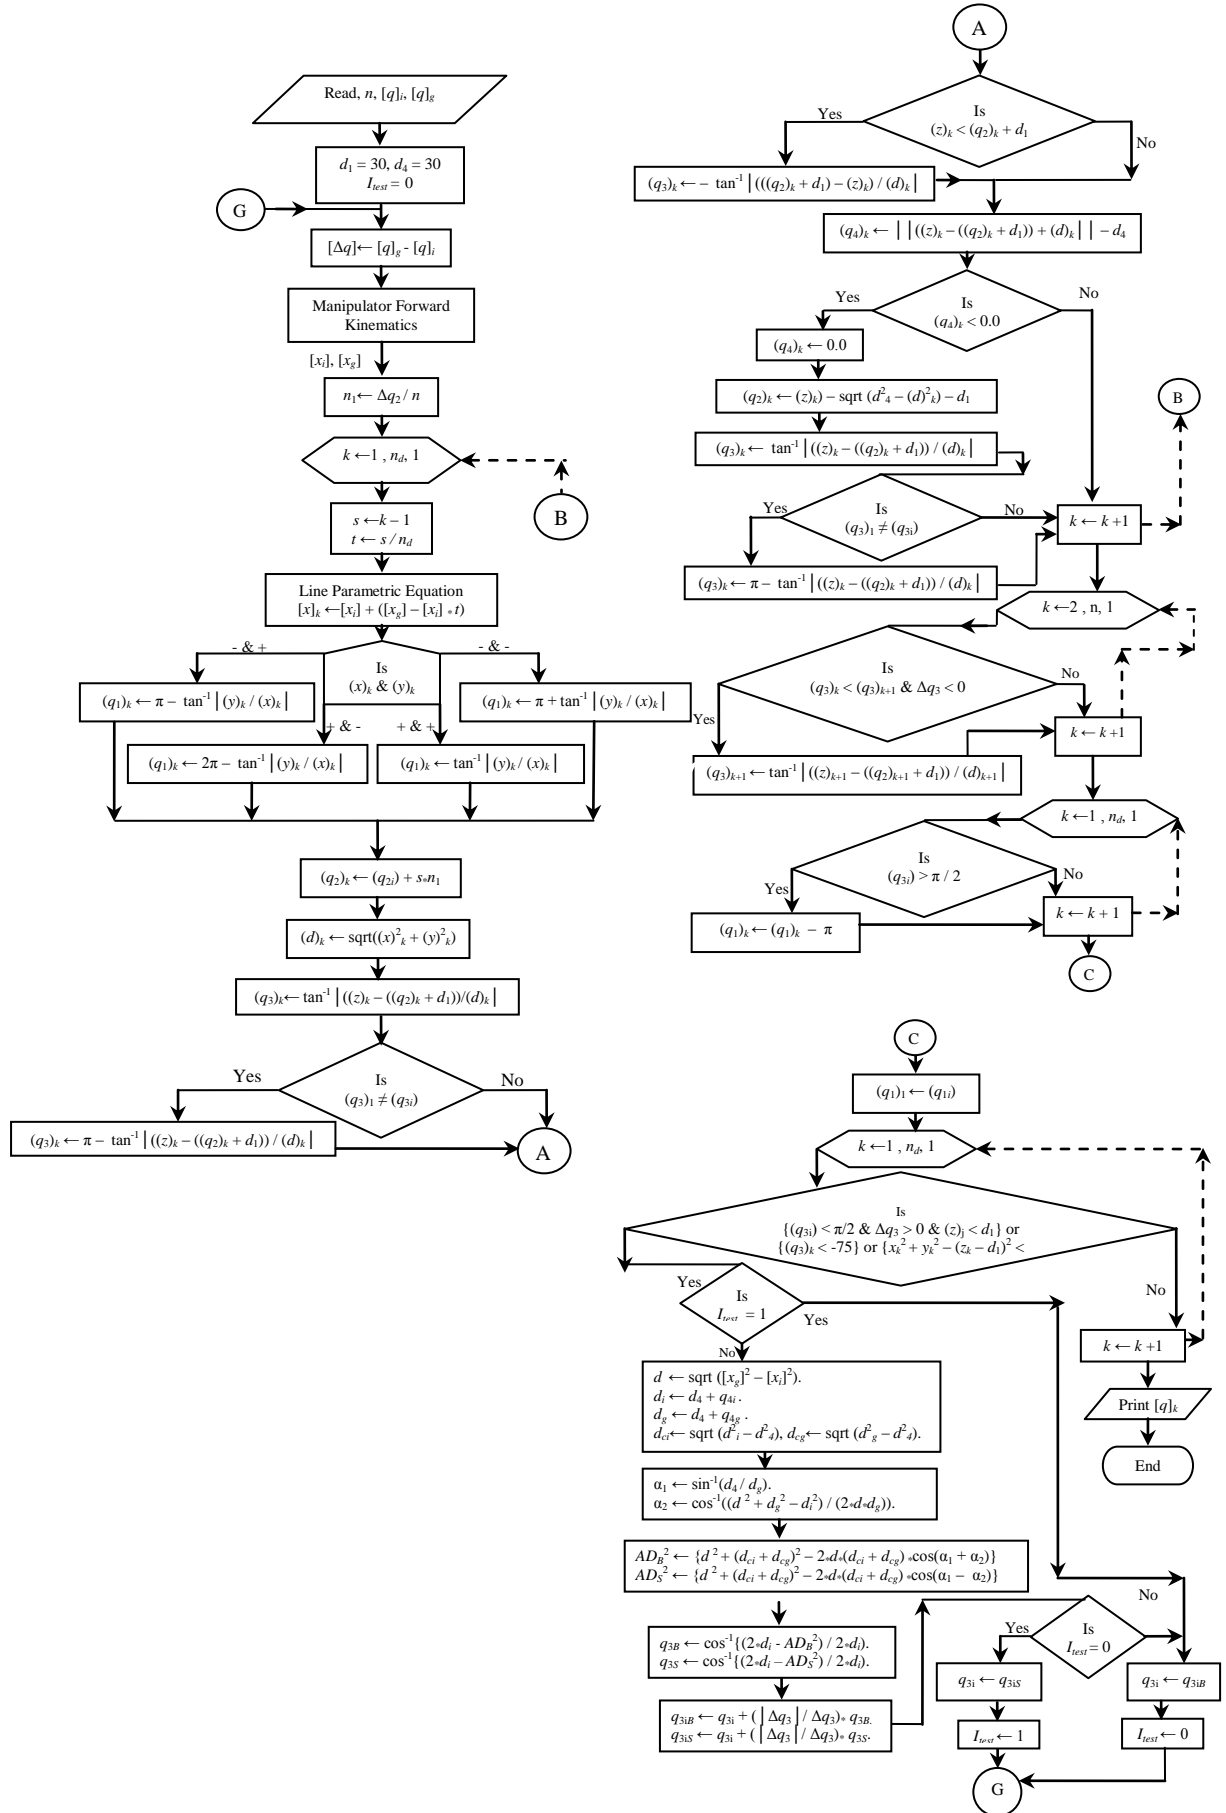 Read, n, [q]i, [q]g
d1 = 30, d4 = 30
Itest = 0
G
[Δq]← [q]g - [q]i
Manipulator Forward
Kinematics
[xi], [xg]
n1← Δq2 / n
k ←1 , nd, 1
B
s ←k – 1
t ← s / nd
Line Parametric Equation
[x]k ←[xi] + ([xg] – [xi] * t)
- & +
- & -
Is
(x)k & (y)k
(q1)k ← π – tan-1 | (y)k / (x)k |
(q1)k ← π + tan-1 | (y)k / (x)k |
+ & -
+ & +
(q1)k ← 2π – tan-1 | (y)k / (x)k |
(q1)k ← tan-1 | (y)k / (x)k |
(q2)k ← (q2i) + s*n1
(d)k ← sqrt((x)2k + (y)2k)
(q3)k← tan-1 | ((z)k – ((q2)k + d1))/(d)k |
Yes
Is
(q3)1 ≠ (q3i)
No
(q3)k ← π – tan-1 | ((z)k – ((q2)k + d1)) / (d)k |
A
A
Is
(z)k < (q2)k + d1
Yes
No
(q3)k ← – tan-1 | (((q2)k + d1) – (z)k) / (d)k |
(q4)k ← | | ((z)k – ((q2)k + d1)) + (d)k | | – d4
Yes
Is
(q4)k < 0.0
No
(q4)k ← 0.0
(q2)k ← (z)k) – sqrt (d24 – (d)2k) – d1
B
(q3)k ← tan-1 | ((z)k – ((q2)k + d1)) / (d)k |
Yes
Is
(q3)1 ≠ (q3i)
No
k ← k +1
(q3)k ← π – tan-1 | ((z)k – ((q2)k + d1)) / (d)k |
k ←2 , n, 1
Is
(q3)k < (q3)k+1 & Δq3 < 0
No
Yes
k ← k +1
(q3)k+1 ← tan-1 | ((z)k+1 – ((q2)k+1 + d1)) / (d)k+1 |
k ←1 , nd, 1
Is
(q3i) > π / 2
Yes
No
k ← k + 1
(q1)k ← (q1)k – π
C
C
(q1)1 ← (q1i)
k ←1 , nd, 1
Is
{(q3i) < π/2 & Δq3 > 0 & (z)j < d1} or
{(q3)k < -75} or {xk2 + yk2 – (zk – d1)2 <
Yes
No
Is
Itest = 1
Yes
No
k ← k +1
Print [q]k
End
d ← sqrt ([xg]2 – [xi]2).
di ← d4 + q4i .
dg ← d4 + q4g .
dci ← sqrt (d2i – d24), dcg← sqrt (d2g – d24).
α1 ← sin-1(d4 / dg).
α2 ← cos-1((d 2 + dg2 – di2) / (2*d*dg)).
ADB2 ← {d 2 + (dci + dcg)2 – 2*d*(dci + dcg) *cos(α1 + α2)}
ADS2 ← {d 2 + (dci + dcg)2 – 2*d*(dci + dcg) *cos(α1 – α2)}
No
q3B ← cos-1{(2*di - ADB2) / 2*di).
q3S ← cos-1{(2*di – ADS2) / 2*di).
Yes
Is
Itest = 0
q3i ← q3iS
q3i ← q3iB
q3iB ← q3i + ( | Δq3 | / Δq3)* q3B.
q3iS ← q3i + ( | Δq3 | / Δq3)* q3S.
Itest ← 1
Itest ← 0
G